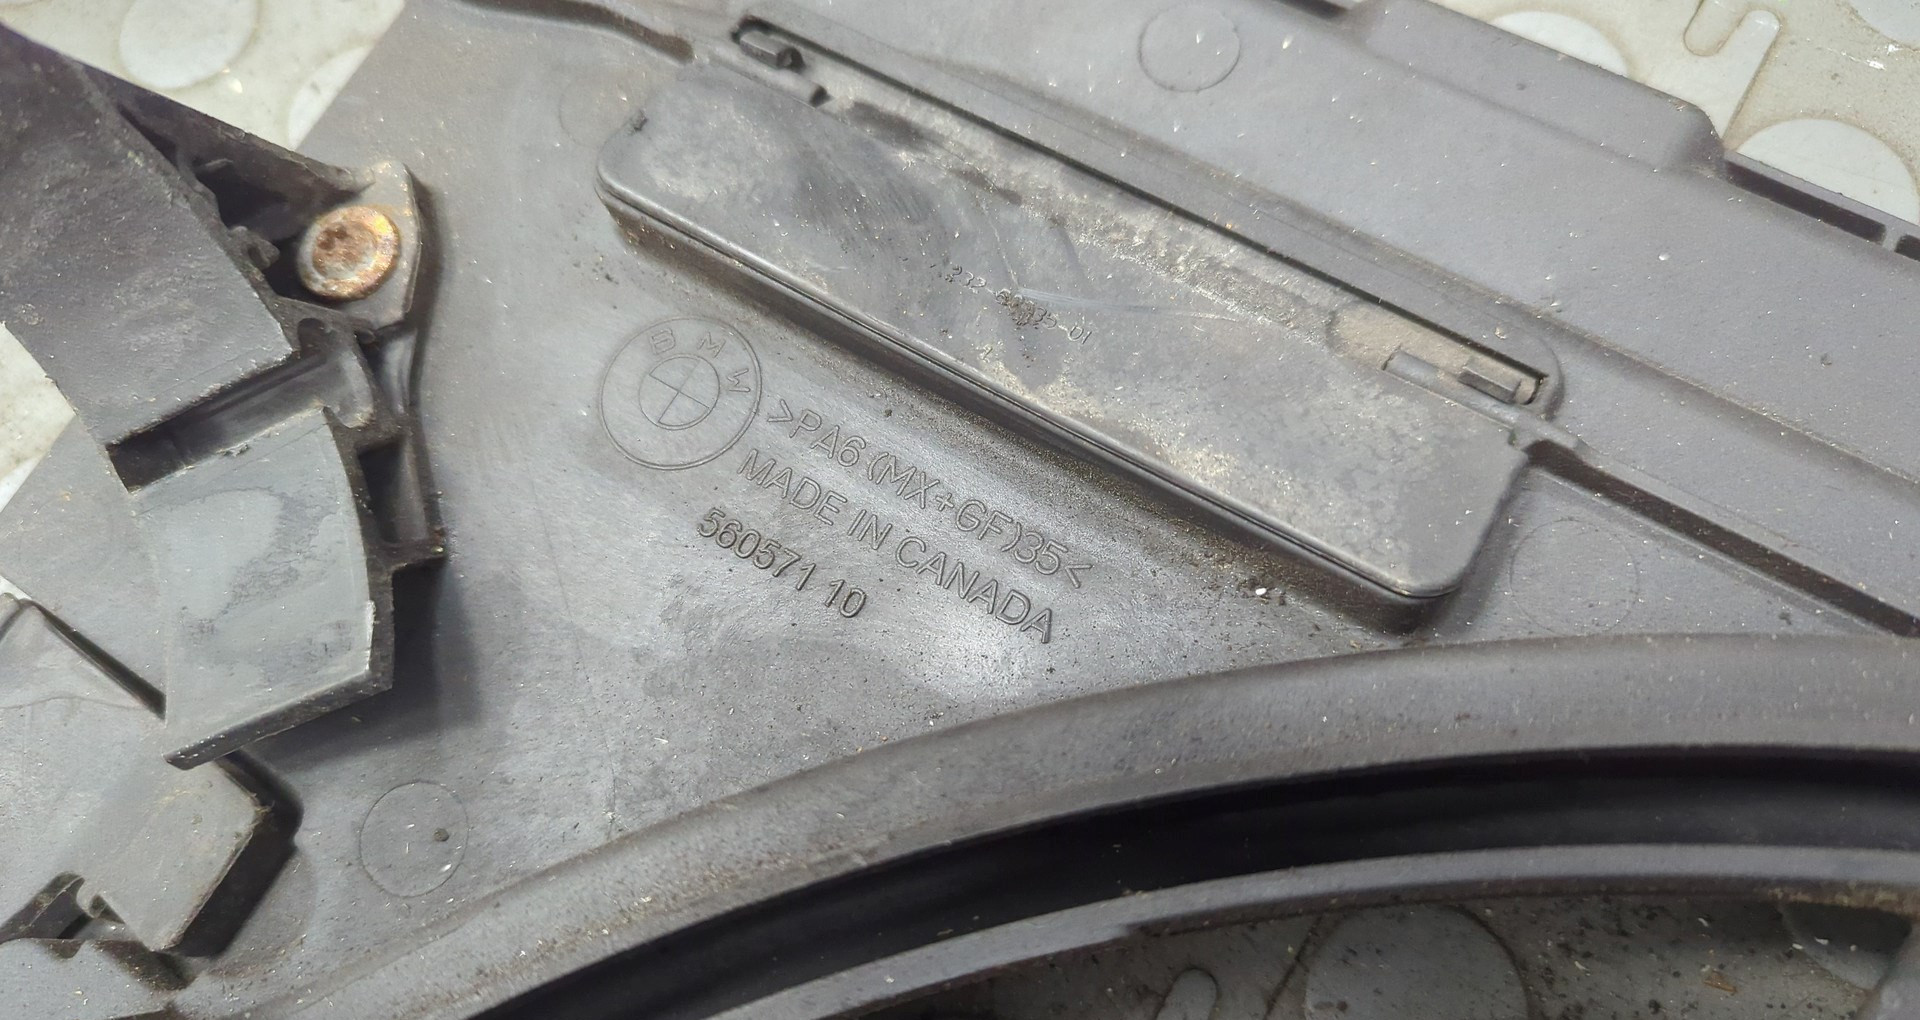 BMW
>PA6 (MX+GF)35<
MADE IN CANADA
560571 10